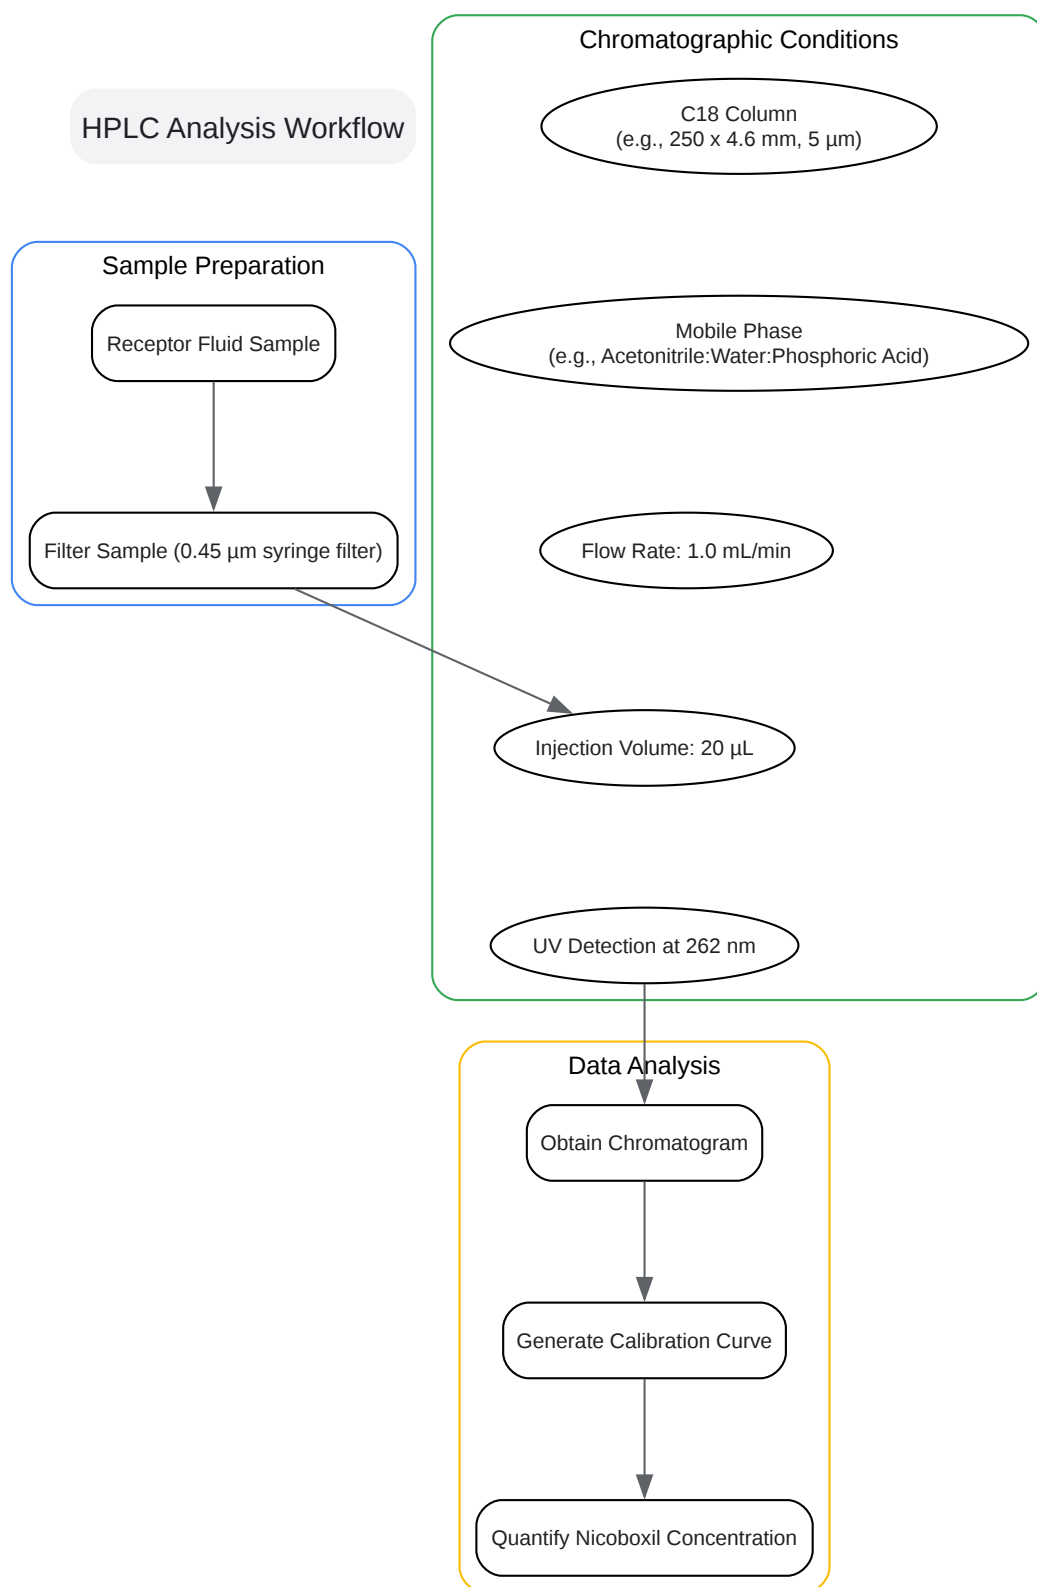 HPLC Analysis Workflow
Sample Preparation
Receptor Fluid Sample
Filter Sample (0.45 µm syringe filter)
Chromatographic Conditions
C18 Column
(e.g., 250 x 4.6 mm, 5 µm)
Mobile Phase
(e.g., Acetonitrile:Water:Phosphoric Acid)
Flow Rate: 1.0 mL/min
Injection Volume: 20 µL
UV Detection at 262 nm
Data Analysis
Obtain Chromatogram
Generate Calibration Curve
Quantify Nicoboxil Concentration